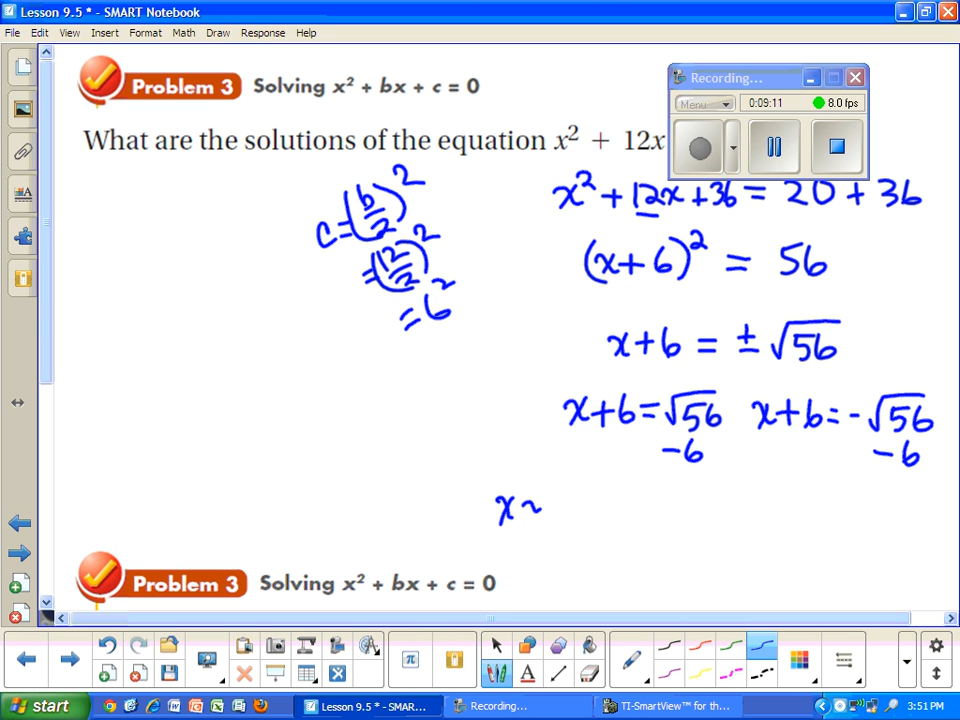 Lesson 9.5 * - SMART Notebook
File Edit View Insert Format Math Draw Response Help
Problem 3 Solving x² + bx + c = 0
Recording...
Menu 0:09:11 8.0 fps
What are the solutions of the equation x² + 12x
c = (b/2)²
= (12/2)²
= 6²
x² + 12x + 36 = 20 + 36
(x + 6)² = 56
x + 6 = ± √56
x + 6 = √56 x + 6 = - √56
- 6 - 6
x ≈
Problem 3 Solving x² + bx + c = 0
π A
start Lesson 9.5 * - SMAR... Recording... TI-SmartView™ for th... 3:51 PM